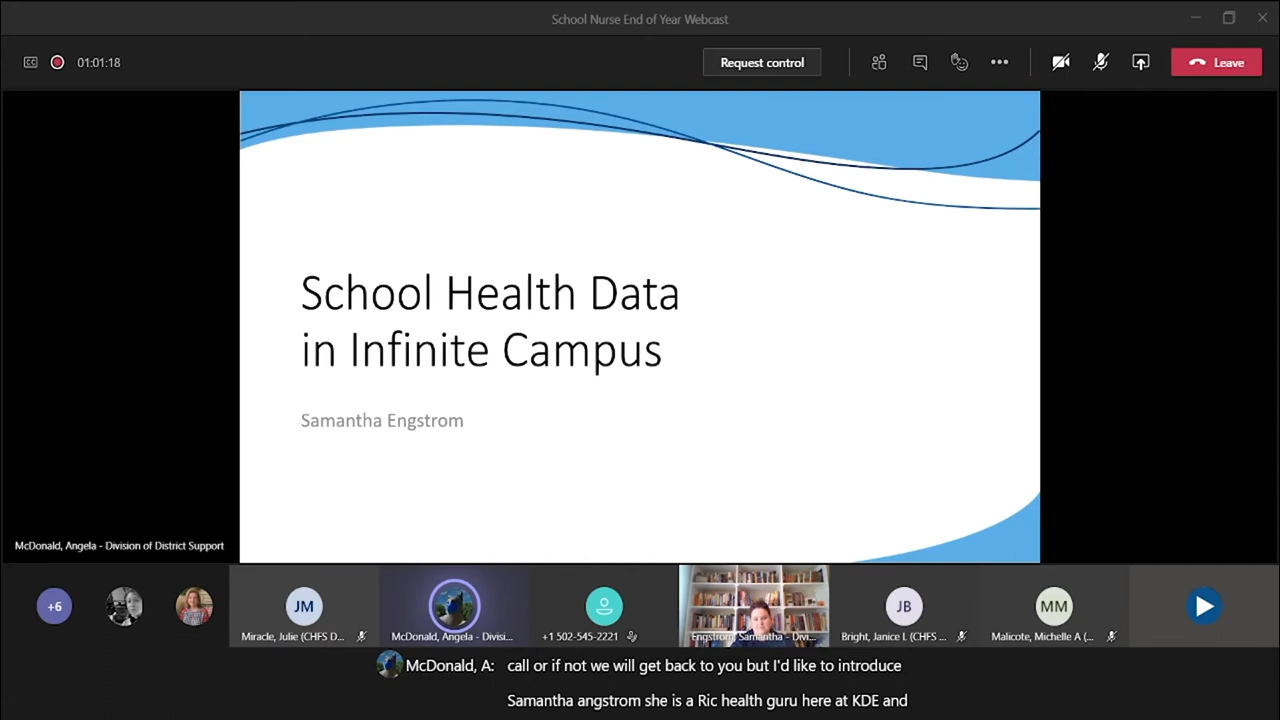 School Nurse End of Year Webcast
CC
01:01:18
Request control
Leave
School Health Data
in Infinite Campus
Samantha Engstrom
McDonald, Angela - Division of District Support
+6
JM
Miracle, Julie (CHFS D...
McDonald, Angela - Divisi...
+1 502-545-2221
Engstrom, Samantha - Divi...
JB
Bright, Janice L (CHFS ...
MM
Malicote, Michelle A (...
McDonald, A: call or if not we will get back to you but I'd like to introduce
Samantha angstrom she is a Ric health guru here at KDE and